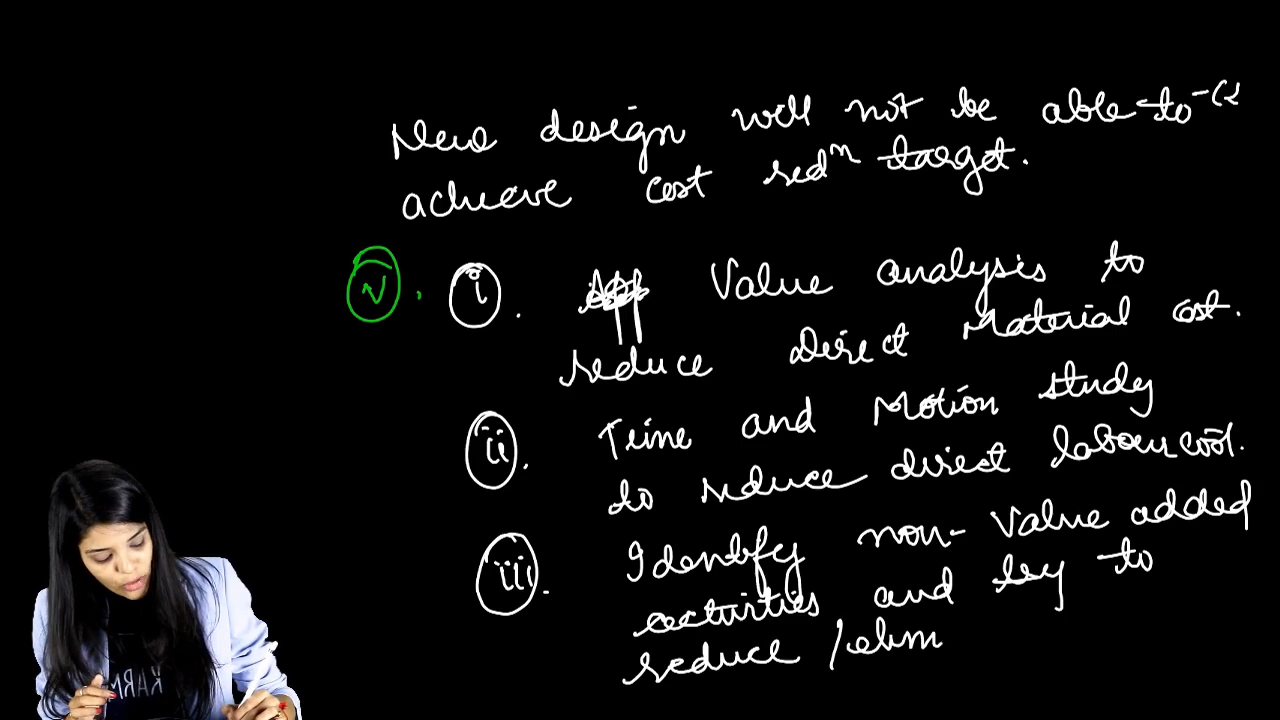 New design will not be able to
achieve cost redⁿ target.
v. i. Value analysis to
reduce Direct Material cost.
ii. Time and Motion study
to reduce direct labour cost.
iii. Identify non-Value added
activities and try to
reduce /elim
KARM